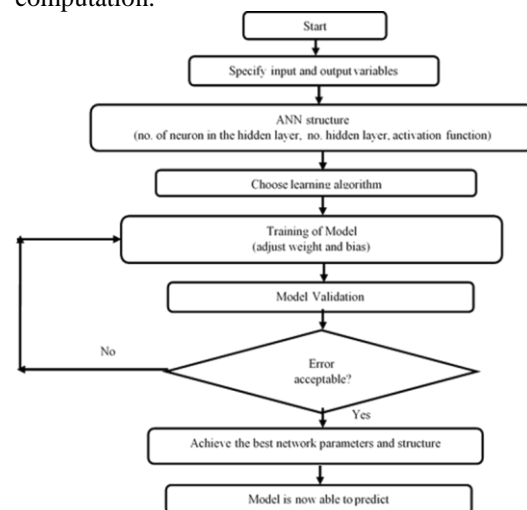 computation.
Start
Specify input and output variables
ANN structure
(no. of neuron in the hidden layer, no. hidden layer, activation function)
Choose learning algorithm
Training of Model
(adjust weight and bias)
Model Validation
No
Error
acceptable?
Yes
Achieve the best network parameters and structure
Model is now able to predict